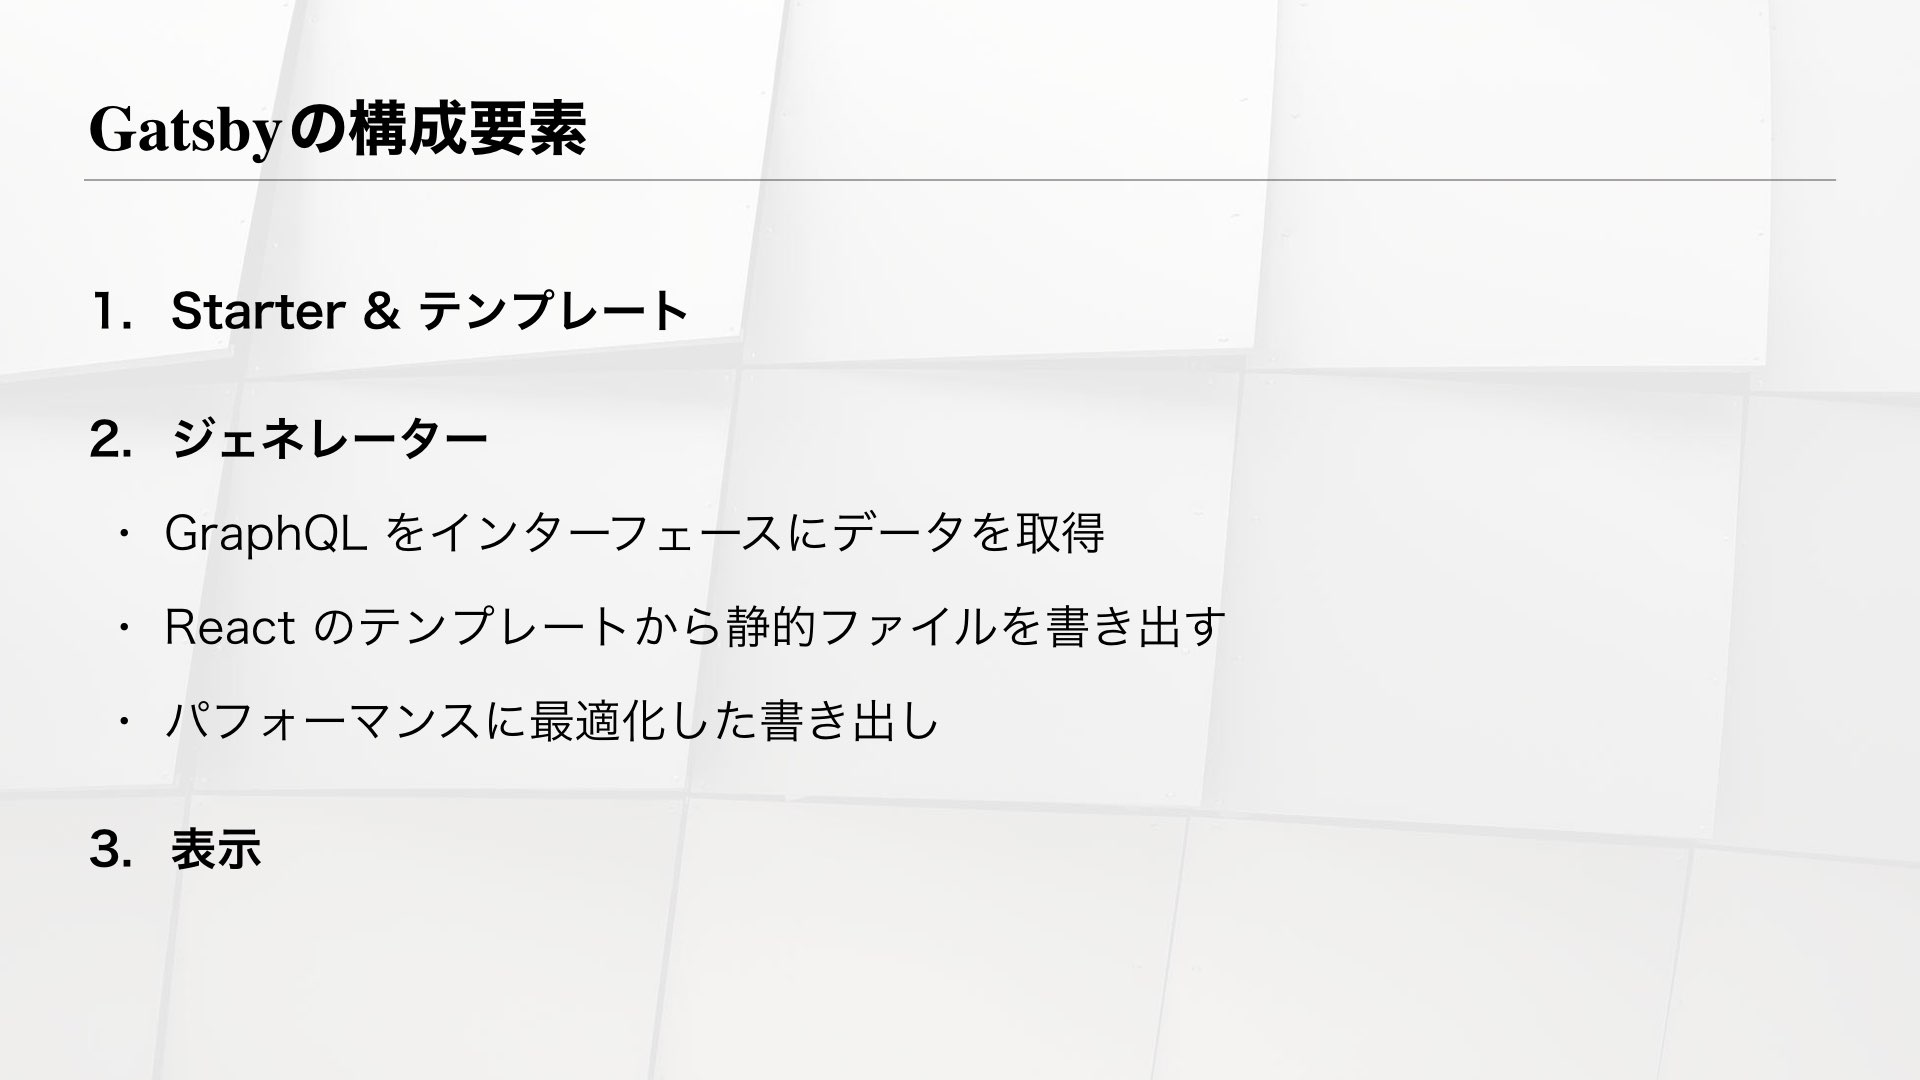 Gatsbyの構成要素
1. Starter & テンプレート
2. ジェネレーター
・ GraphQL をインターフェースにデータを取得
・ React のテンプレートから静的ファイルを書き出す
・ パフォーマンスに最適化した書き出し
3. 表示